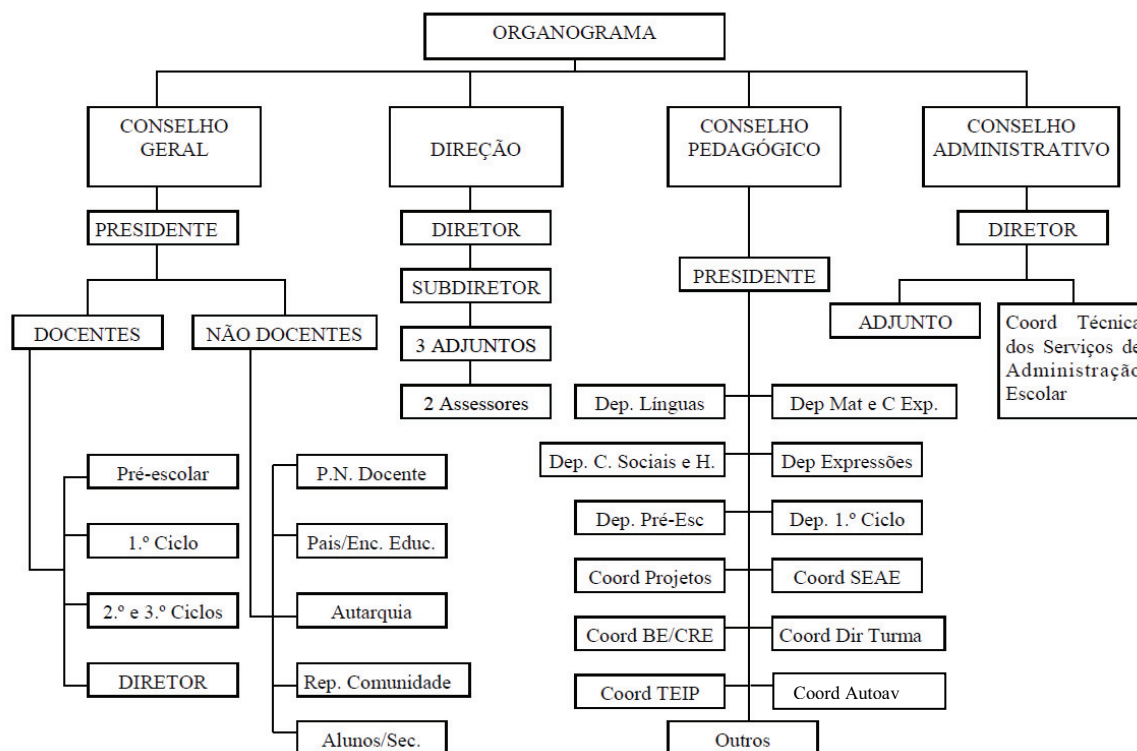 ORGANOGRAMA
CONSELHO
GERAL
DIREÇÃO
CONSELHO
PEDAGÓGICO
CONSELHO
ADMINISTRATIVO
PRESIDENTE
DIRETOR
DIRETOR
PRESIDENTE
SUBDIRETOR
DOCENTES
NÃO DOCENTES
3 ADJUNTOS
ADJUNTO
Coord Técnica
dos Serviços de
Administração
Escolar
2 Assessores
Dep. Línguas
Dep Mat e C Exp.
Pré-escolar
P.N. Docente
Dep. C. Sociais e H.
Dep Expressões
1.º Ciclo
Pais/Enc. Educ.
Dep. Pré-Esc
Dep. 1.º Ciclo
Coord Projetos
Coord SEAE
2.º e 3.º Ciclos
Autarquia
Coord BE/CRE
Coord Dir Turma
DIRETOR
Rep. Comunidade
Coord TEIP
Coord Autoav
Alunos/Sec.
Outros